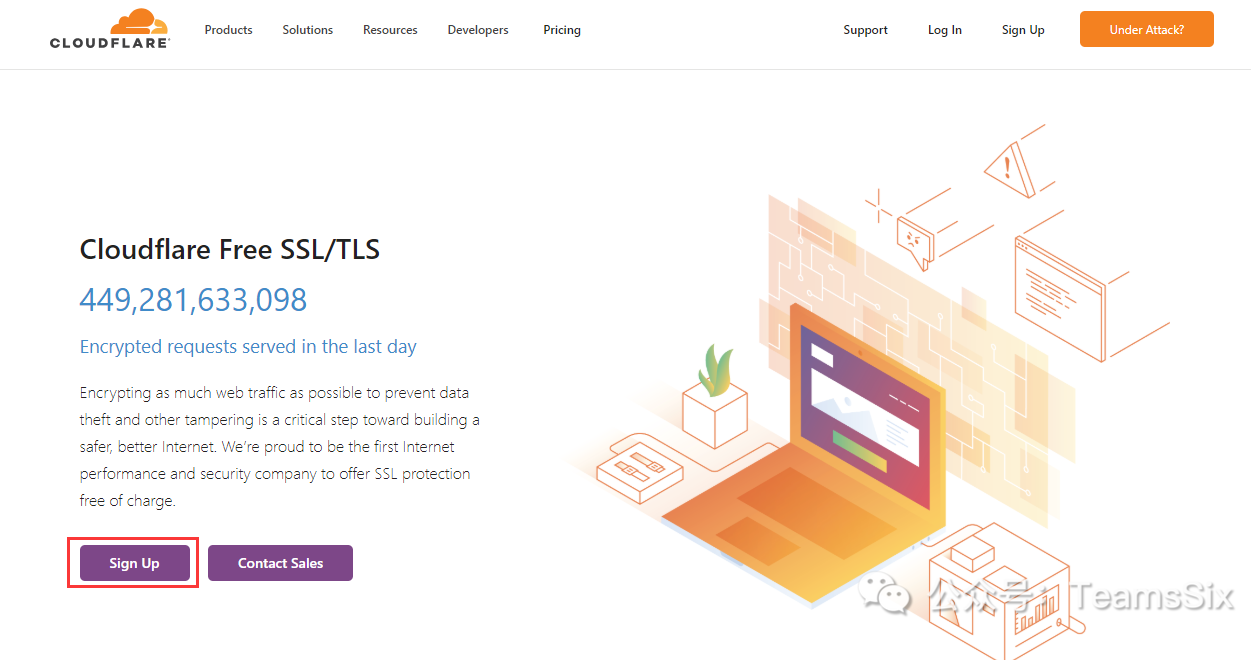 CLOUDFLARE
Products Solutions Resources Developers Pricing Support Log In Sign Up Under Attack?
Cloudflare Free SSL/TLS
449,281,633,098
Encrypted requests served in the last day
Encrypting as much web traffic as possible to prevent data
theft and other tampering is a critical step toward building a
safer, better Internet. We’re proud to be the first Internet
performance and security company to offer SSL protection
free of charge.
Sign Up Contact Sales
公众号：TeamsSix